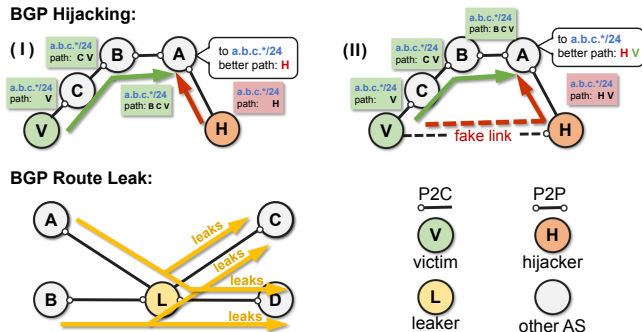 BGP Hijacking:
(I)
a.b.c.*/24
path: C V
B
A
to a.b.c.*/24
better path: H
a.b.c.*/24
path: V
C
a.b.c.*/24
path: B C V
a.b.c.*/24
path: H
V
H
(II)
a.b.c.*/24
path: B C V
a.b.c.*/24
path: C V
B
A
to a.b.c.*/24
better path: H V
a.b.c.*/24
path: V
C
a.b.c.*/24
path: H V
V
fake link
H
BGP Route Leak:
A
leaks
C
leaks
B
L
leaks
D
leaks
P2C
P2P
V
H
victim
hijacker
L
leaker
other AS